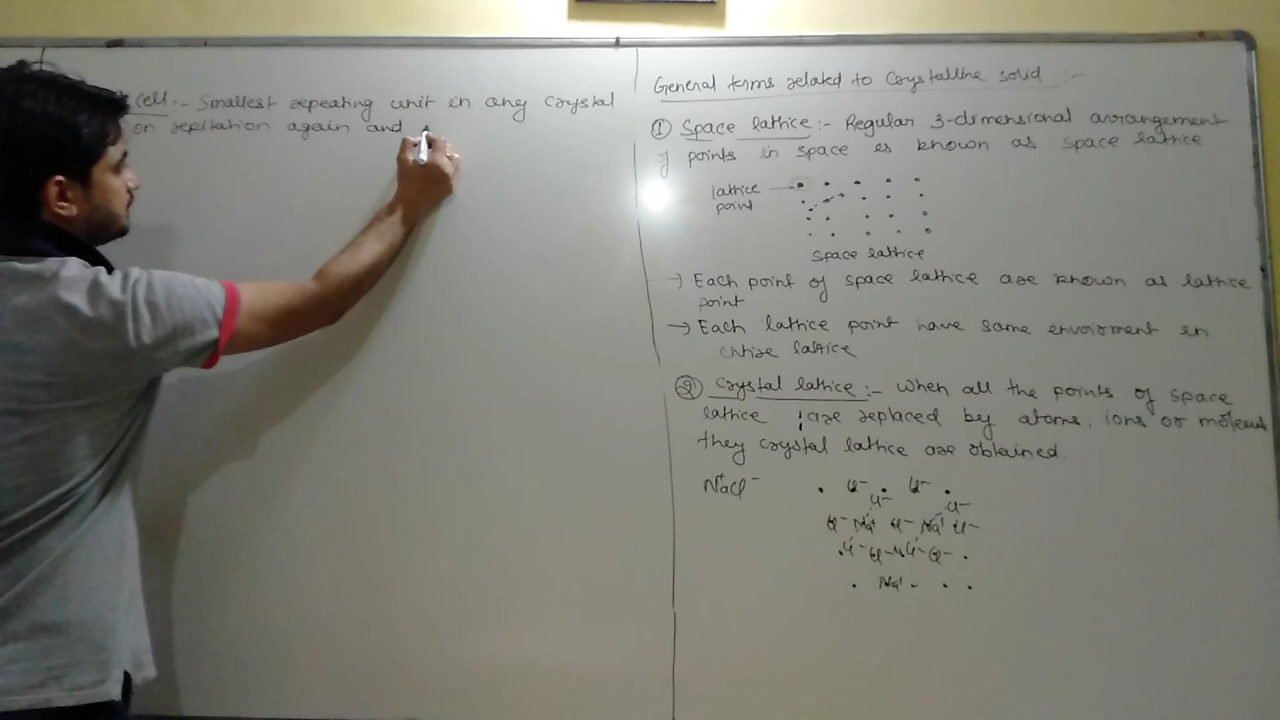 cell :- Smallest repeating unit in any crystal
on repitation again and a
General terms related to Crystalline solid :-
① Space lattice :- Regular 3-dimensional arrangement
of points in space is known as space lattice
lattice
point
Space lattice
→ Each point of space lattice are known as lattice
point
→ Each lattice point have same enviorment in
entire lattice
② Crystal lattice :- When all the points of space
lattice are replaced by atoms, ions or
they crystal lattice are obtained
Na+Cl-
Cl- Cl-
Cl- Cl-
Cl- Na+ Cl- Na+ Cl-
Cl- Cl- Cl- Cl-
Na+